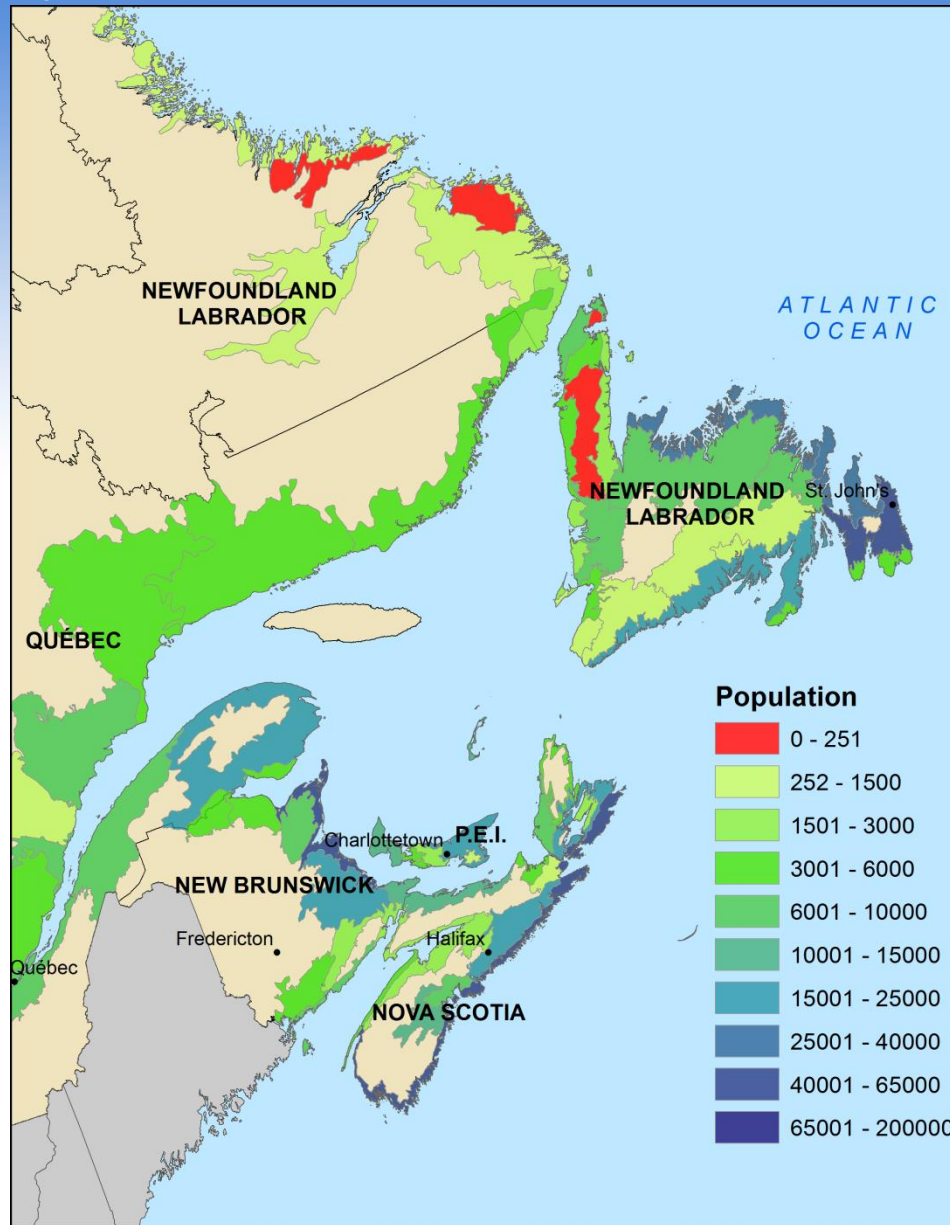 NEWFOUNDLAND
LABRADOR
ATLANTIC
OCEAN
NEWFOUNDLAND
LABRADOR
St. John's
QUÉBEC
Charlottetown
P.E.I.
NEW BRUNSWICK
Fredericton
Halifax
Québec
NOVA SCOTIA
Population
0 - 251
252 - 1500
1501 - 3000
3001 - 6000
6001 - 10000
10001 - 15000
15001 - 25000
25001 - 40000
40001 - 65000
65001 - 200000